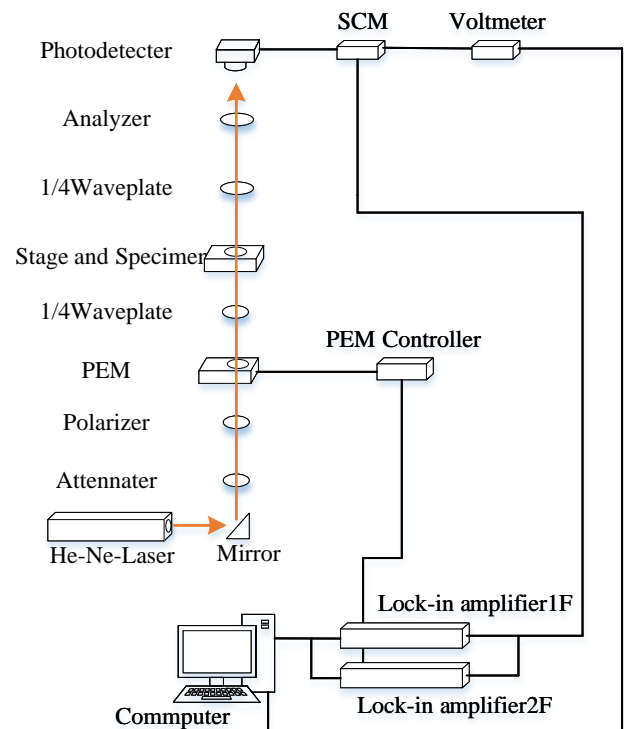 SCM
Voltmeter
Photodetecter
Analyzer
1/4Waveplate
Stage and Specimen
1/4Waveplate
PEM Controller
PEM
Polarizer
Attennater
He-Ne-Laser
Mirror
Lock-in amplifier1F
Lock-in amplifier2F
Commputer